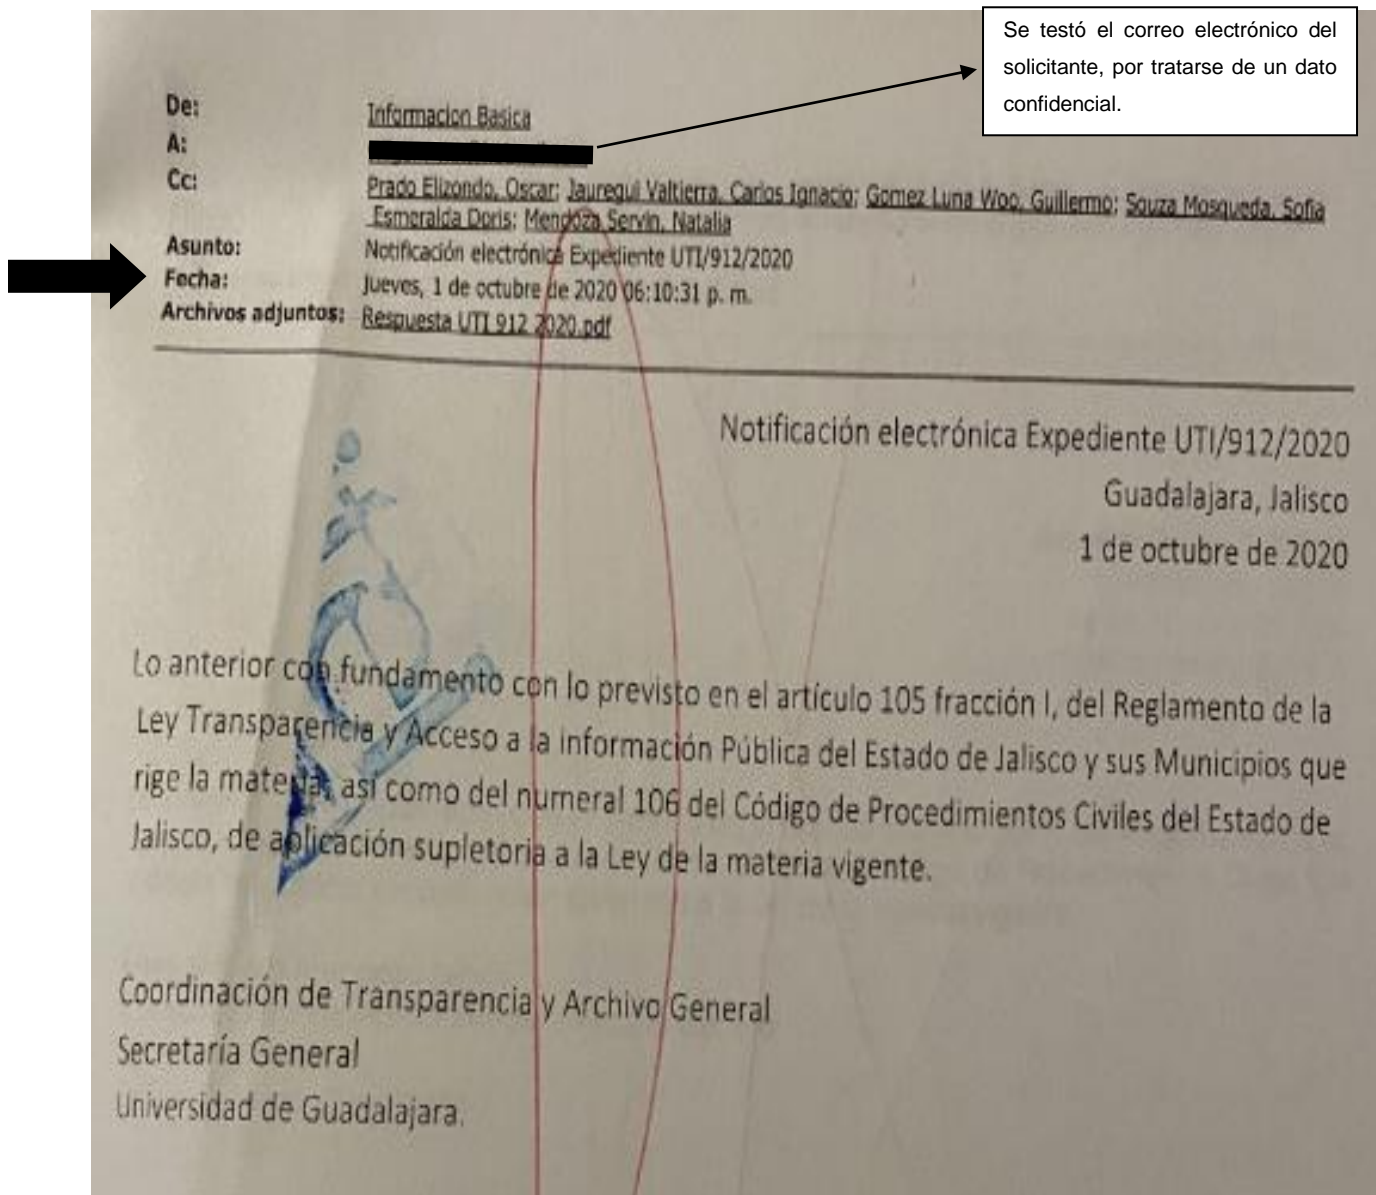 Se testó el correo electrónico del
solicitante, por tratarse de un dato
confidencial.
De: Informacion Basica
A:
Cc: Prado Elizondo, Oscar; Jauregui Valtierra, Carlos Ignacio; Gomez Luna Woo, Guillermo; Souza Mosqueda, Sofia
Esmeralda Doris; Mendoza Servin, Natalia
Asunto: Notificación electrónica Expediente UTI/912/2020
Fecha: Jueves, 1 de octubre de 2020 06:10:31 p. m.
Archivos adjuntos: Respuesta UTI 912 2020.pdf
Notificación electrónica Expediente UTI/912/2020
Guadalajara, Jalisco
1 de octubre de 2020
Lo anterior con fundamento con lo previsto en el artículo 105 fracción I, del Reglamento de la
Ley Transparencia y Acceso a la Información Pública del Estado de Jalisco y sus Municipios que
rige la materia, así como del numeral 106 del Código de Procedimientos Civiles del Estado de
Jalisco, de aplicación supletoria a la Ley de la materia vigente.
Coordinación de Transparencia y Archivo General
Secretaría General
Universidad de Guadalajara.